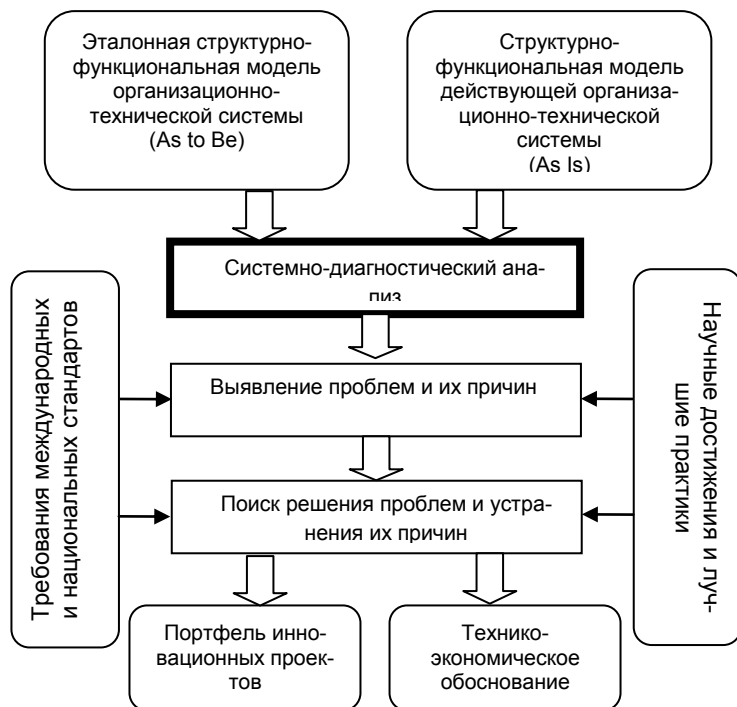 Эталонная структурно-
функциональная модель
организационно-
технической системы
(As to Be)
Структурно-
функциональная модель
действующей организа-
ционно-технической
системы
(As Is)
Системно-диагностический ана-
лиз
Требования международных
и национальных стандартов
Выявление проблем и их причин
Научные достижения и луч-
шие практики
Поиск решения проблем и устра-
нения их причин
Портфель инно-
вационных проек-
тов
Технико-
экономическое
обоснование